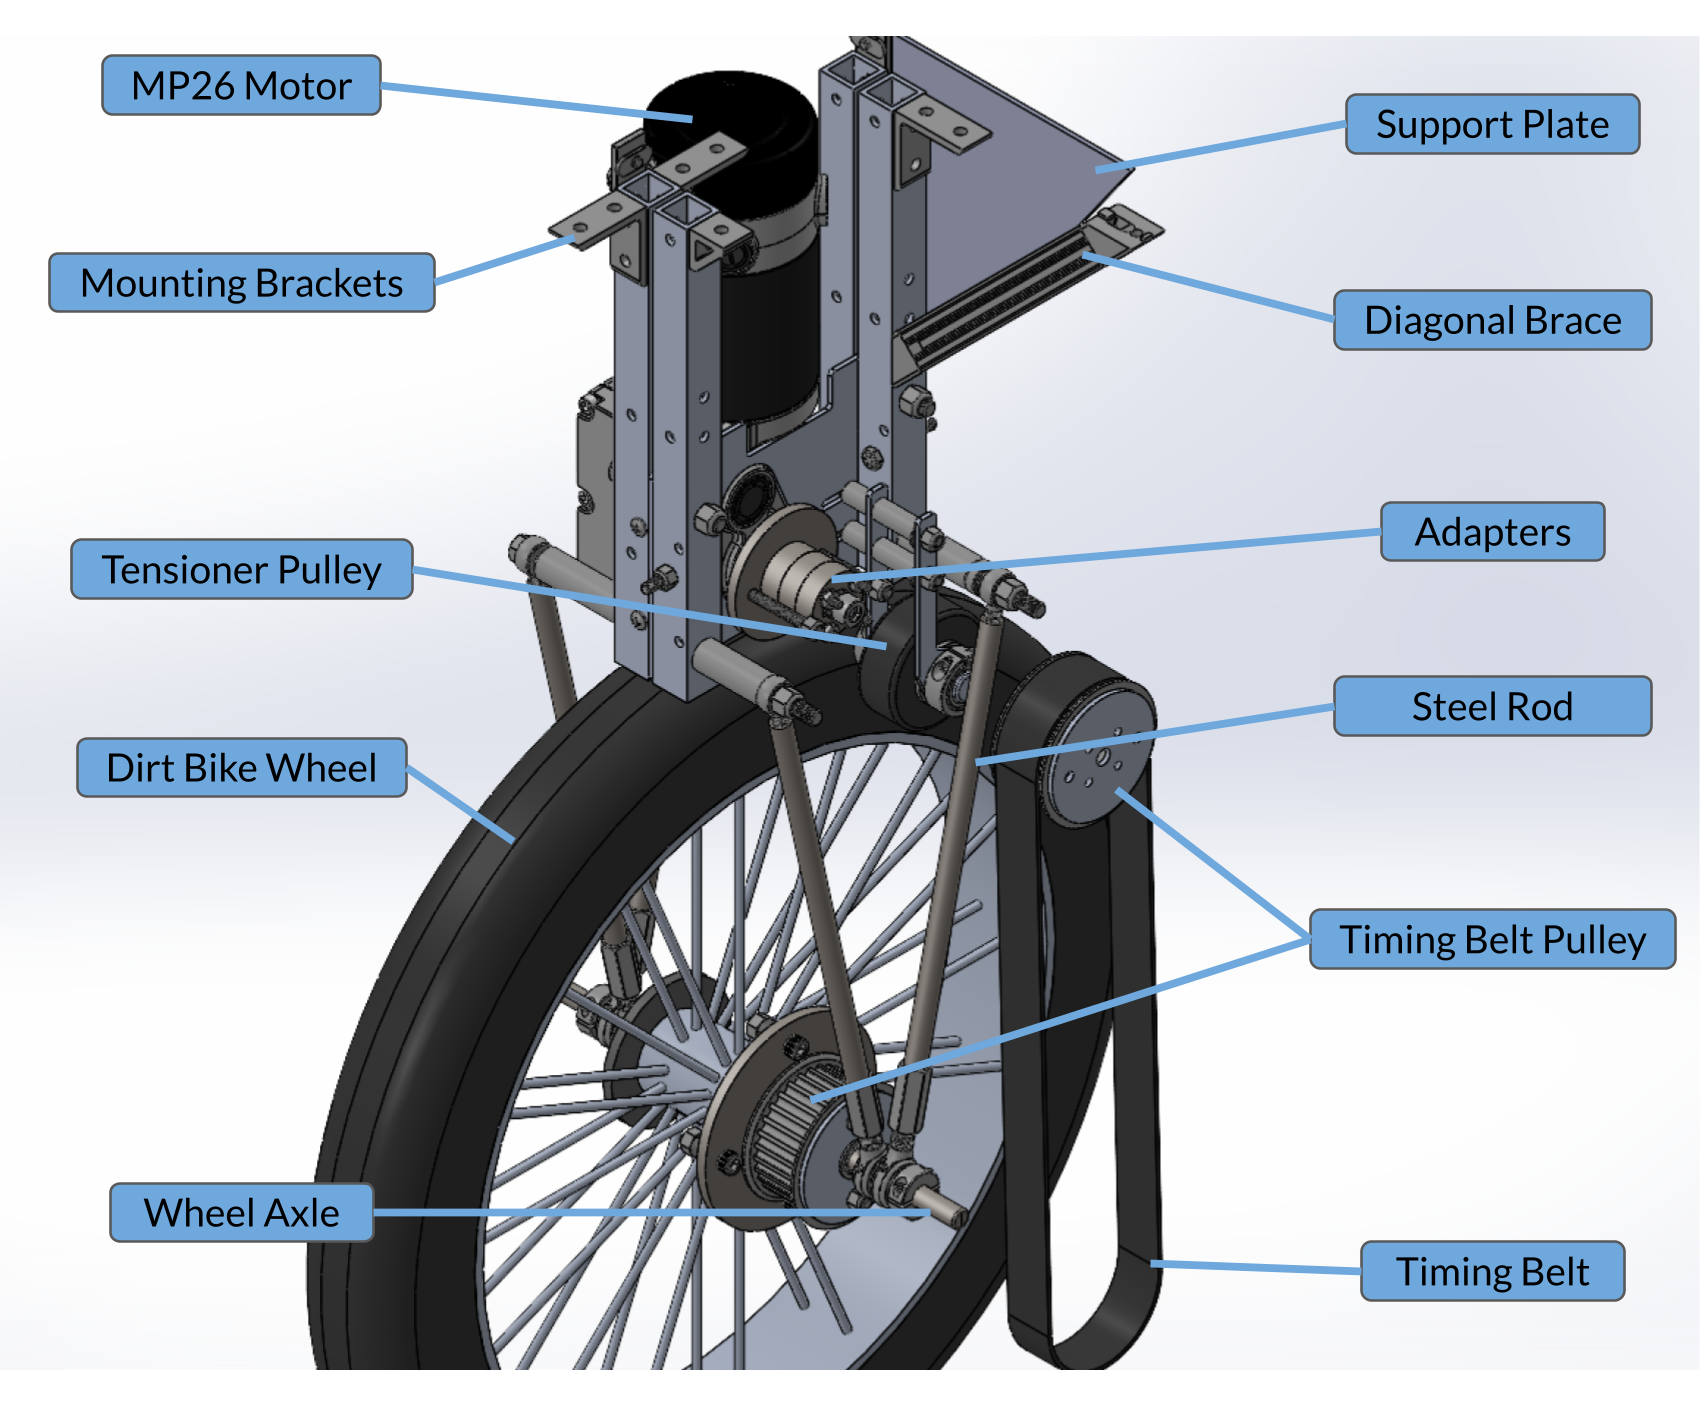 MP26 Motor
Support Plate
Mounting Brackets
Diagonal Brace
Adapters
Tensioner Pulley
Steel Rod
Dirt Bike Wheel
Timing Belt Pulley
Wheel Axle
Timing Belt